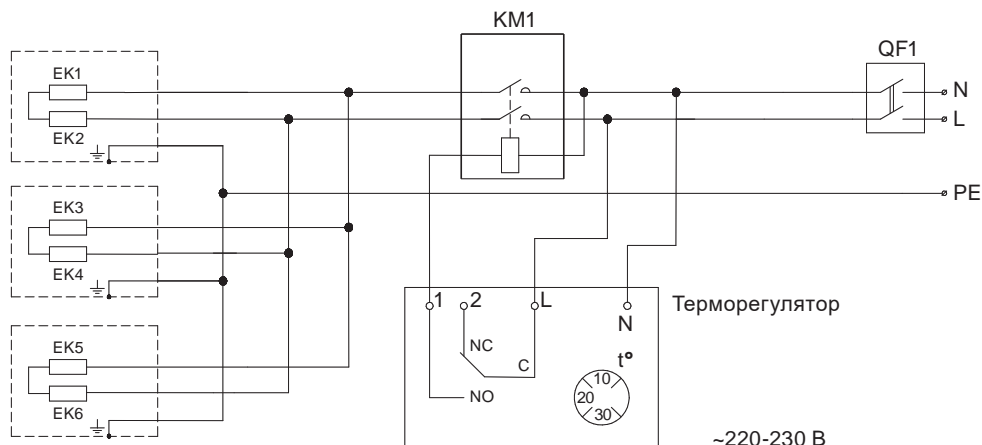 KM1
QF1
EK1
N
L
EK2
PE
EK3
EK4
1
2
L
N
Терморегулятор
NC
C
t°
EK5
10
20
30
NO
EK6
~220-230 В